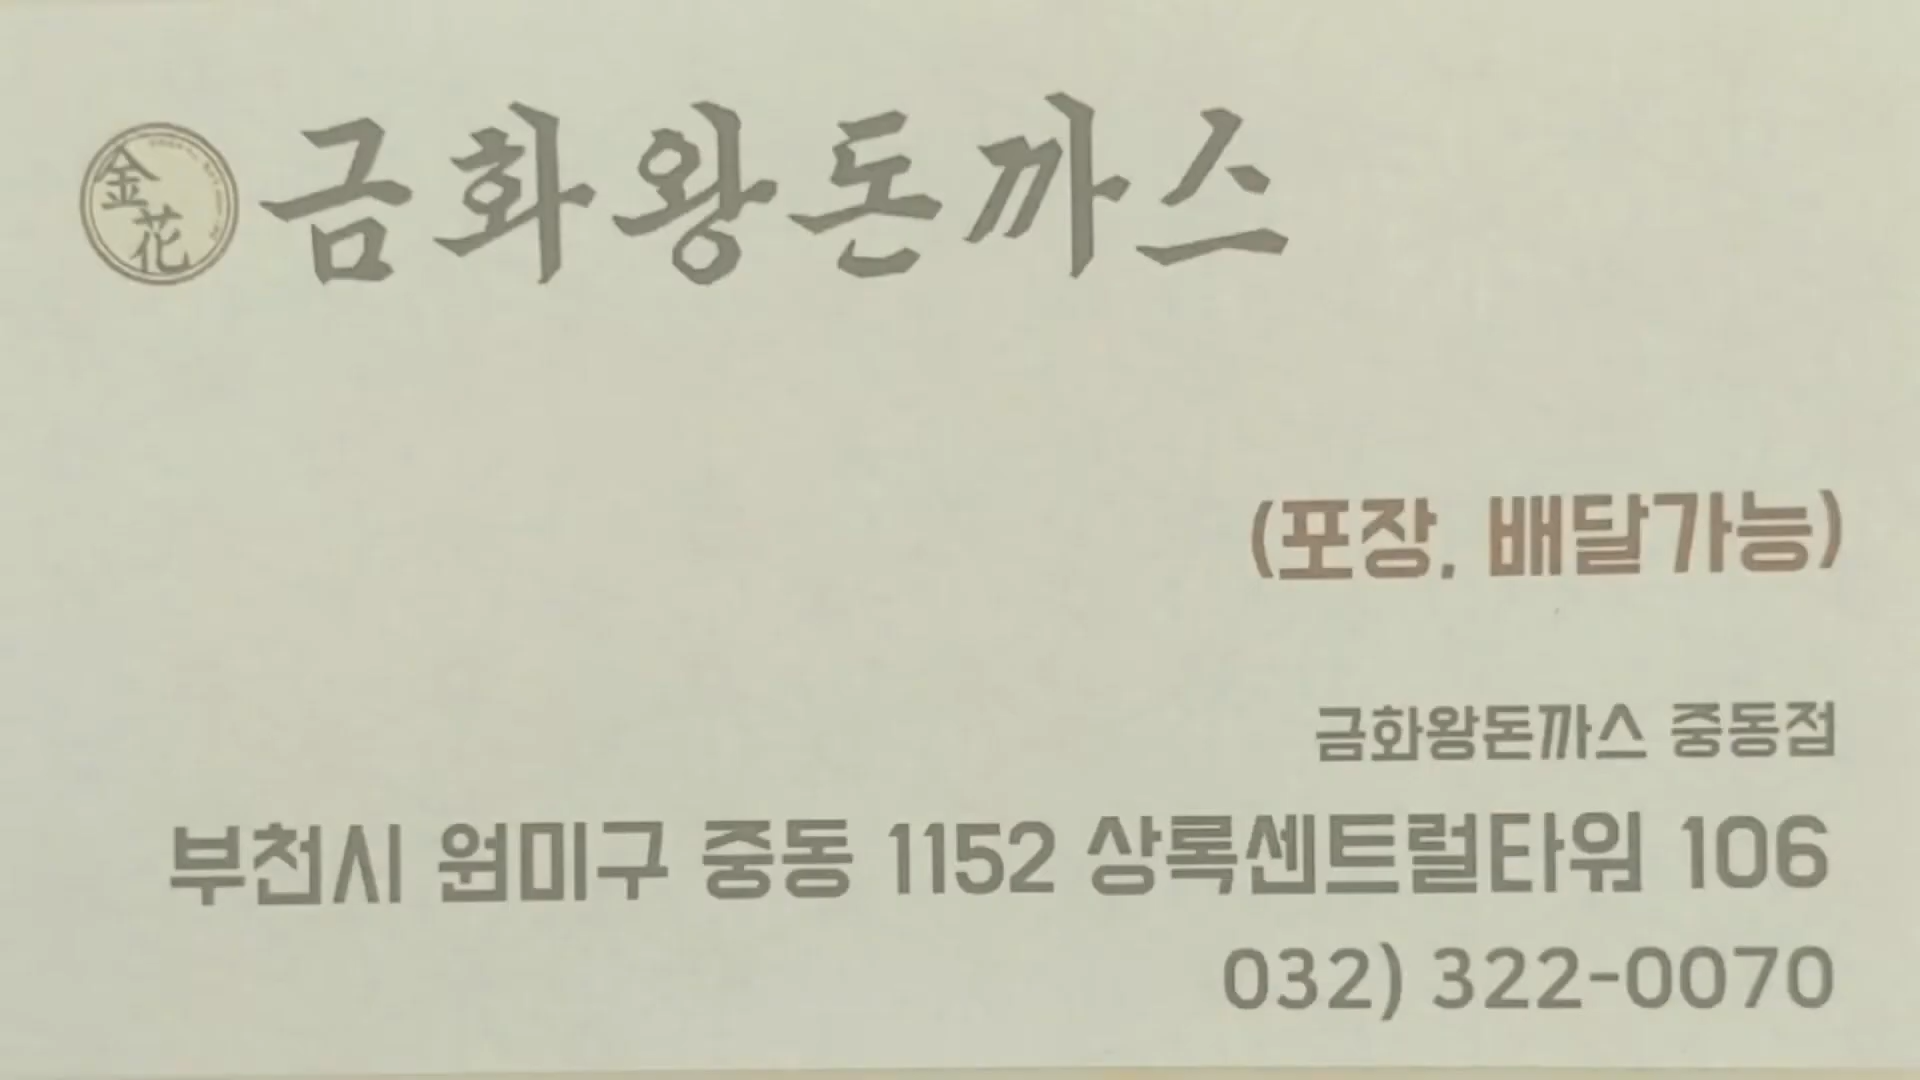 金花
금화왕돈까스
(포장, 배달가능)
금화왕돈까스 중동점
부천시 원미구 중동 1152 상록센트럴타워 106
032) 322-0070